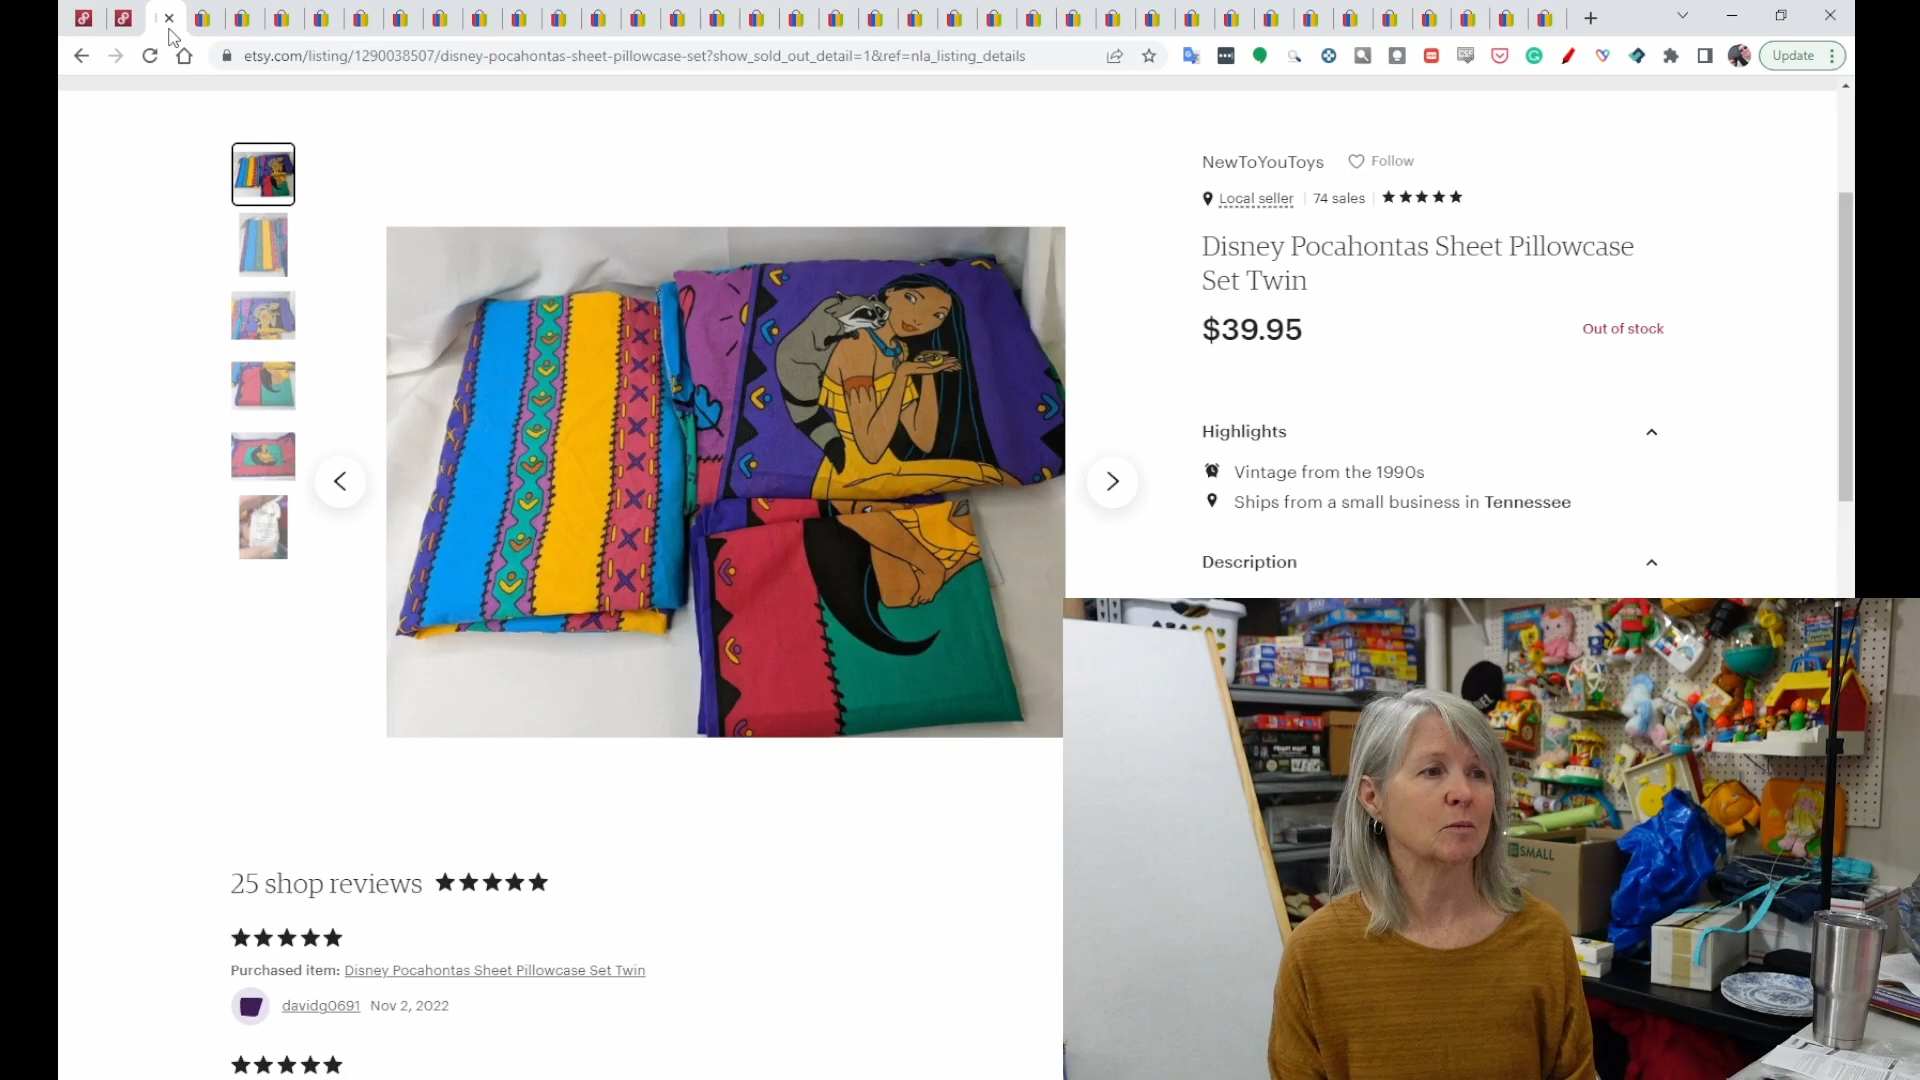 etsy.com/listing/1290038507/disney-pocahontas-sheet-pillowcase-set?show_sold_out_detail=1&ref=nla_listing_details
Update
NewToYouToys
Follow
Local seller
74 sales
Disney Pocahontas Sheet Pillowcase
Set Twin
$39.95
Out of stock
Highlights
Vintage from the 1990s
Ships from a small business in Tennessee
Description
SMALL
25 shop reviews
Purchased item: Disney Pocahontas Sheet Pillowcase Set Twin
davidg0691 Nov 2, 2022